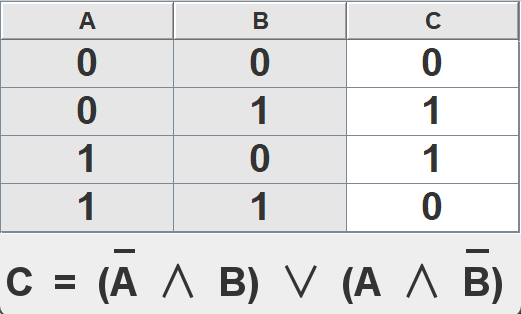 A B C
0 0 0
0 1 1
1 0 1
1 1 0
C = (A̅ ∧ B) ∨ (A ∧ B̅)